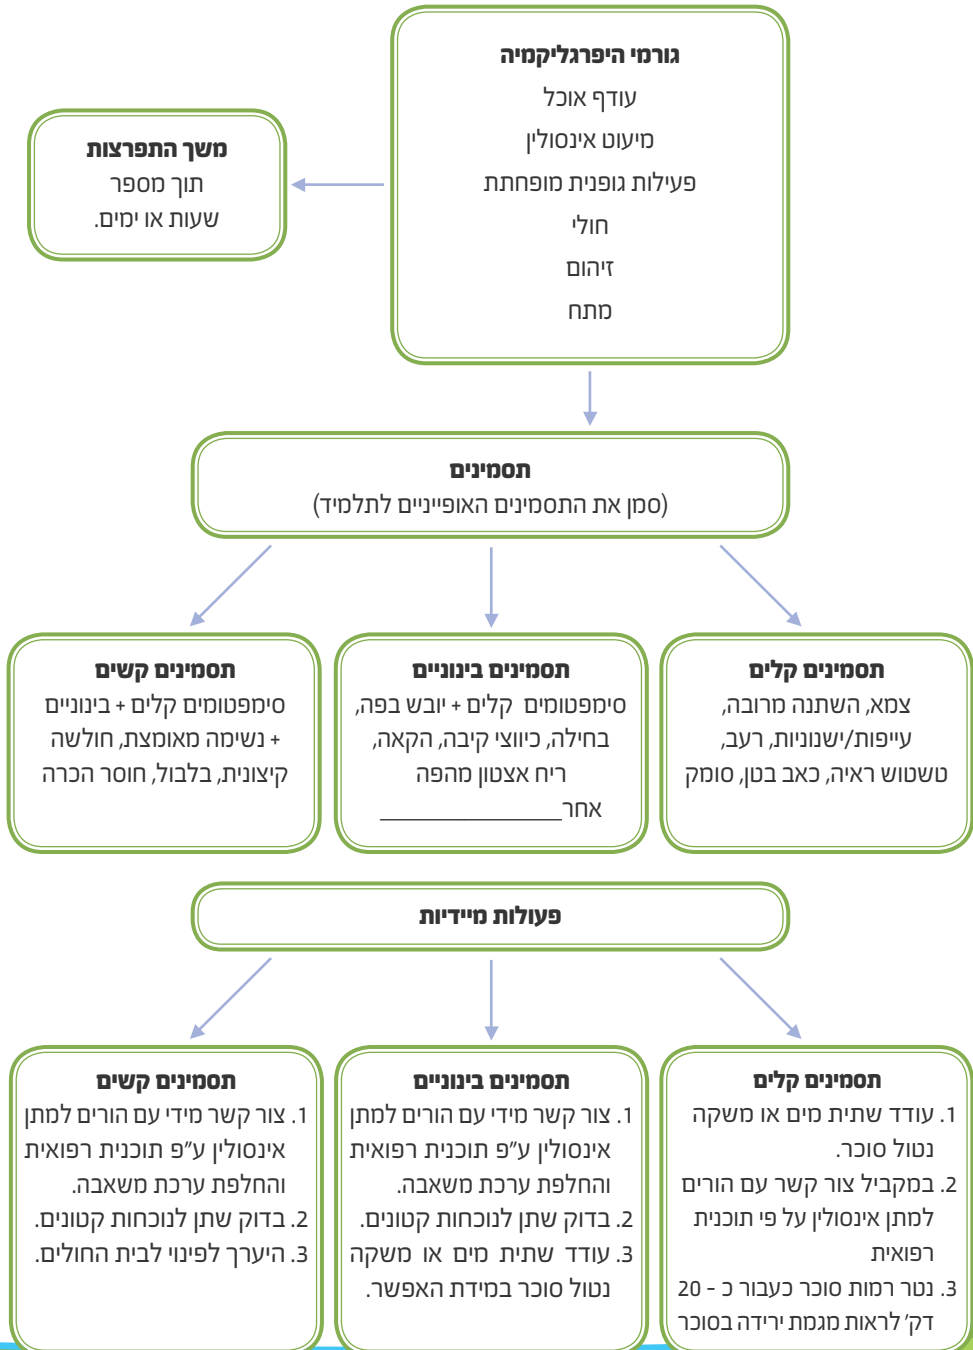 גורמי היפרגליקמיה
עודף אוכל
מיעוט אינסולין
פעילות גופנית מופחתת
חולי
זיהום
מתח
משך התפרצות
תוך מספר
שעות או ימים.
תסמינים
(סמן את התסמינים האופייניים לתלמיד)
תסמינים קלים
צמא, השתנה מרובה,
עייפות/ישנוניות, רעב,
טשטוש ראיה, כאב בטן, סומק
תסמינים בינוניים
סימפטומים קלים + יובש בפה,
בחילה, כיווצי קיבה, הקאה,
ריח אצטון מהפה
אחר________________
תסמינים קשים
סימפטומים קלים + בינוניים
+ נשימה מאומצת, חולשה
קיצונית, בלבול, חוסר הכרה
פעולות מיידיות
תסמינים קלים
1. עודד שתית מים או משקה
נטול סוכר.
2. במקביל צור קשר עם הורים
למתן אינסולין על פי תוכנית
רפואית
3. נטר רמות סוכר כעבור כ - 20
דק' לראות מגמת ירידה בסוכר
תסמינים בינוניים
1. צור קשר מידי עם הורים למתן
אינסולין ע"פ תוכנית רפואית
והחלפת ערכת משאבה.
2. בדוק שתן לנוכחות קטונים.
3. עודד שתית מים או משקה
נטול סוכר במידת האפשר.
תסמינים קשים
1. צור קשר מידי עם הורים למתן
אינסולין ע"פ תוכנית רפואית
והחלפת ערכת משאבה.
2. בדוק שתן לנוכחות קטונים.
3. היערך לפינוי לבית החולים.